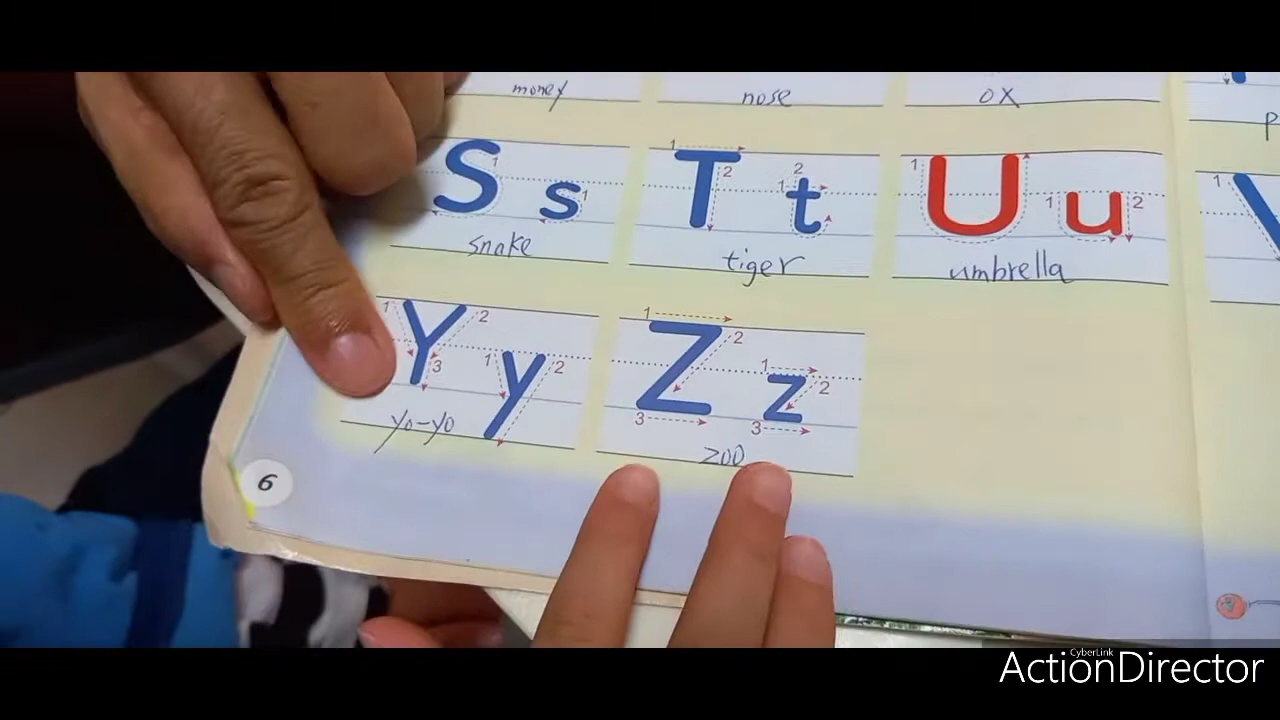 money nose ox
S s T t U u
snake tiger umbrella
Y y Z z
yo-yo zoo
6
CyberLink
ActionDirector